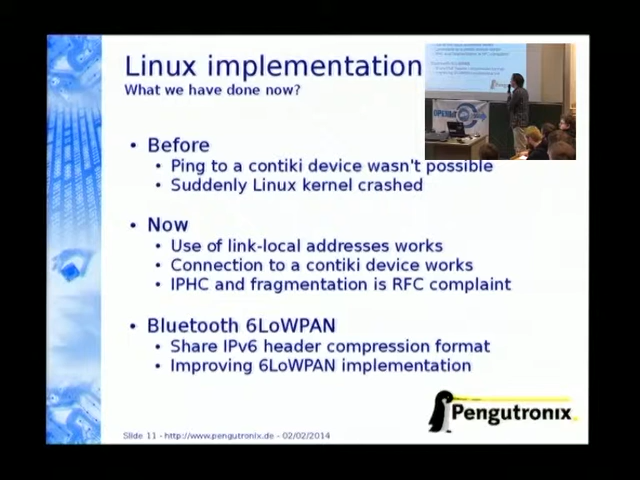 Linux implementation
What we have done now?
• Before
• Ping to a contiki device wasn't possible
• Suddenly Linux kernel crashed
• Now
• Use of link-local addresses works
• Connection to a contiki device works
• IPHC and fragmentation is RFC complaint
• Bluetooth 6LoWPAN
• Share IPv6 header compression format
• Improving 6LoWPAN implementation
Pengutronix
Slide 11 - http://www.pengutronix.de - 02/02/2014